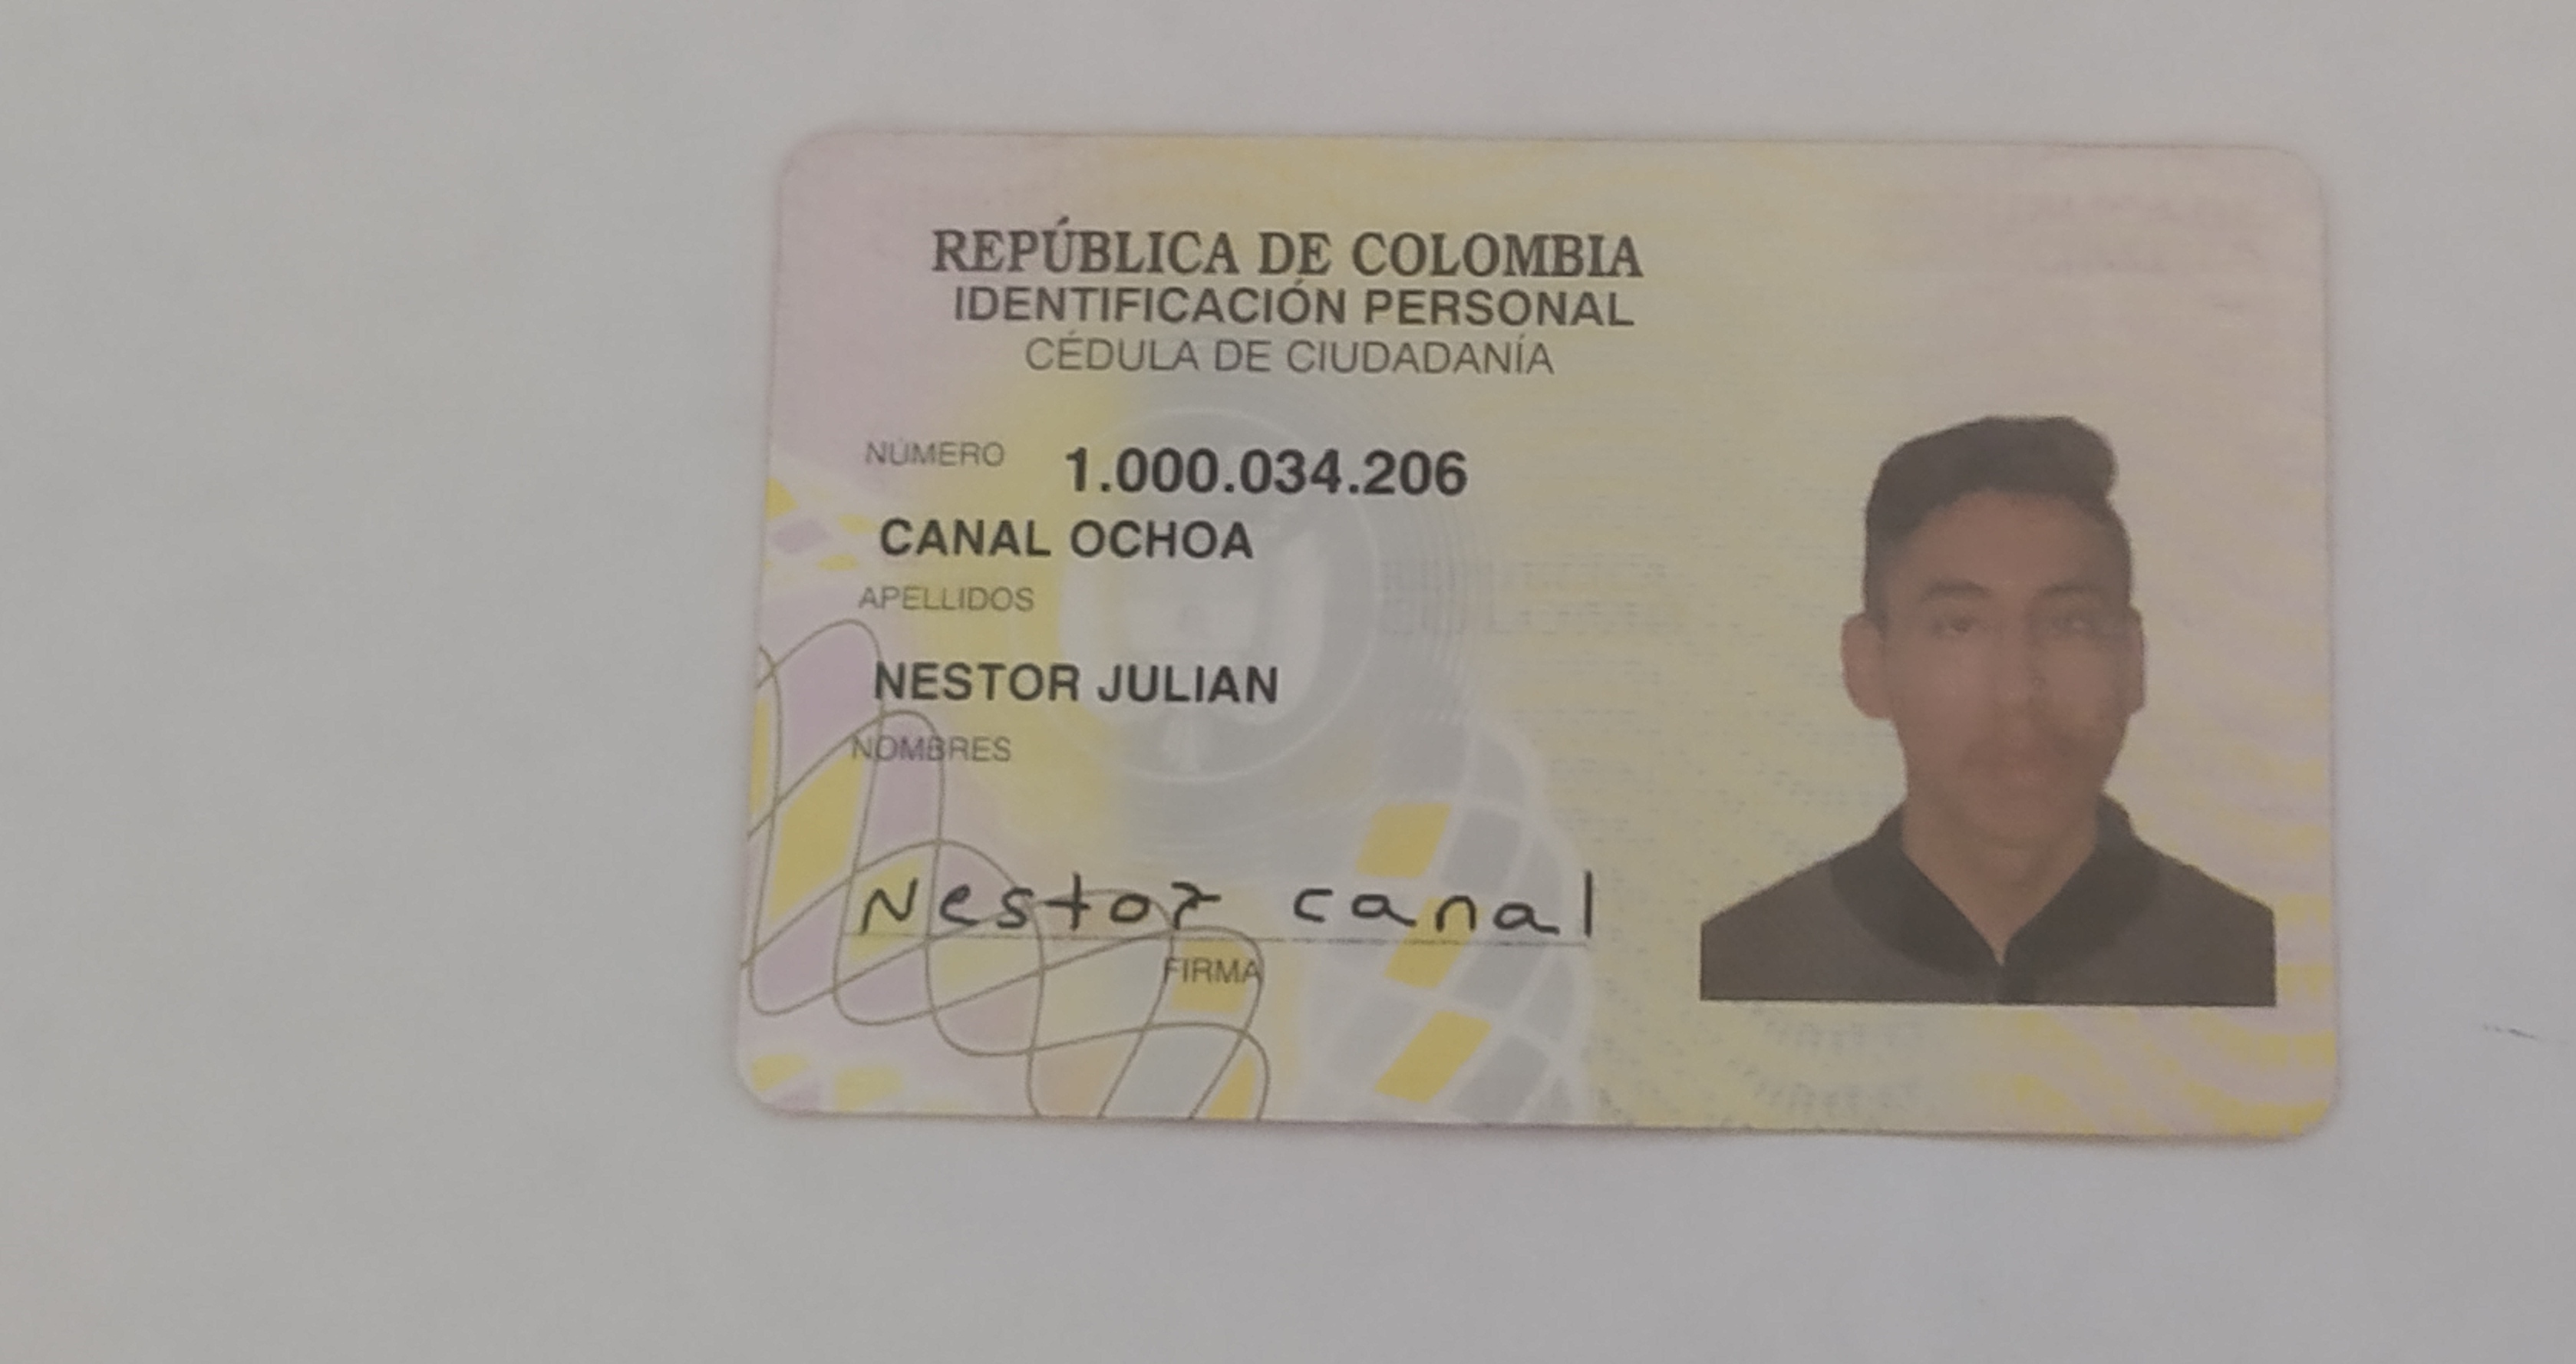 REPÚBLICA DE COLOMBIA
IDENTIFICACIÓN PERSONAL
CÉDULA DE CIUDADANÍA
NÚMERO 1.000.034.206
CANAL OCHOA
APELLIDOS
NESTOR JULIAN
NOMBRES
Nestor canal
FIRMA